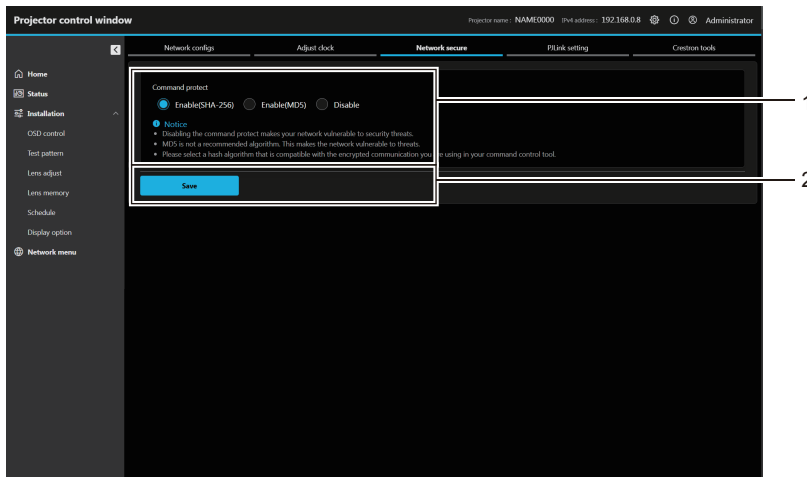 Projector control window
Projector name : NAME0000 IPv4 address : 192.168.0.8 Administrator
Network configs Adjust clock Network secure PJLink setting Crestron tools
Home
Status
Installation
OSD control
Test pattern
Lens adjust
Lens memory
Schedule
Display option
Network menu
Command protect
Enable(SHA-256) Enable(MD5) Disable
Notice
• Disabling the command protect makes your network vulnerable to security threats.
• MD5 is not a recommended algorithm. This makes the network vulnerable to threats.
• Please select a hash algorithm that is compatible with the encrypted communication you are using in your command control tool.
Save
1
2